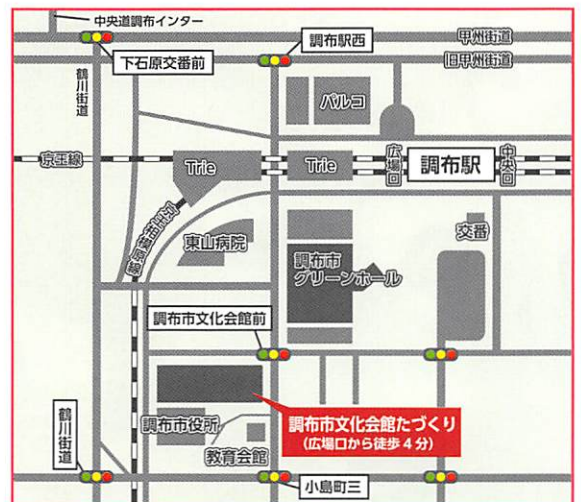 中央道調布インター
甲州街道
下石原交番前
調布駅西
旧甲州街道
鶴川街道
パルコ
京王線
Trie
Trie
広場口
調布駅
中央口
京王相模原線
東山病院
調布市
グリーンホール
交番
調布市文化会館前
調布市文化会館たづくり
(広場口から徒歩4分)
鶴川街道
調布市役所
教育会館
小島町三